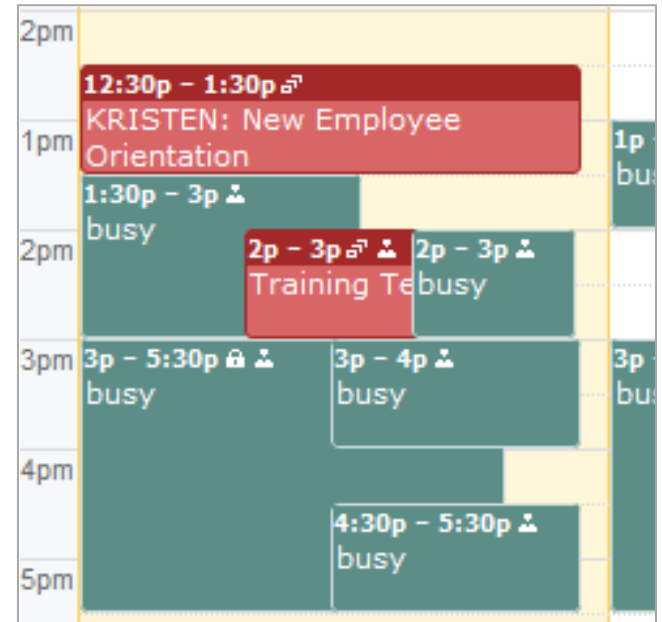 2pm
12:30p – 1:30p
KRISTEN: New Employee
Orientation
1pm
1p -
bus
1:30p – 3p
busy
2pm
2p – 3p
Training Te
2p – 3p
busy
3pm
3p – 5:30p
busy
3p – 4p
busy
3p -
bus
4pm
4:30p – 5:30p
busy
5pm